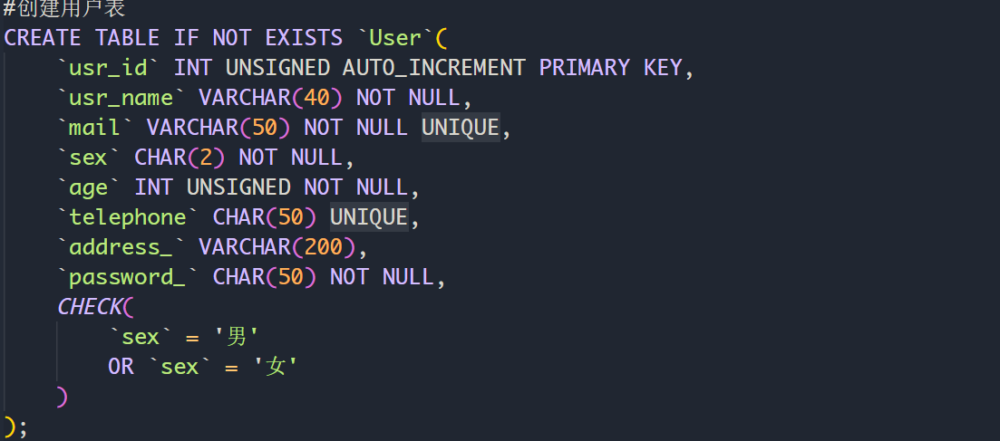 #创建用户表
CREATE TABLE IF NOT EXISTS `User`(
`usr_id` INT UNSIGNED AUTO_INCREMENT PRIMARY KEY,
`usr_name` VARCHAR(40) NOT NULL,
`mail` VARCHAR(50) NOT NULL UNIQUE,
`sex` CHAR(2) NOT NULL,
`age` INT UNSIGNED NOT NULL,
`telephone` CHAR(50) UNIQUE,
`address_` VARCHAR(200),
`password_` CHAR(50) NOT NULL,
CHECK(
`sex` = '男'
OR `sex` = '女'
)
);